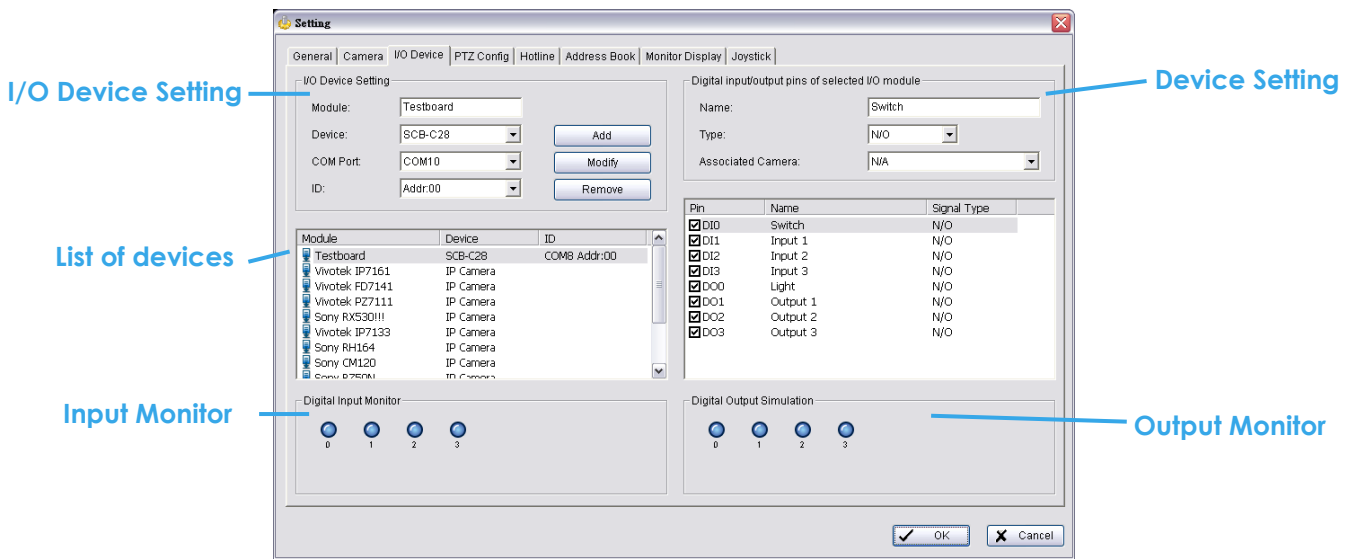 Setting
General Camera I/O Device PTZ Config Hotline Address Book Monitor Display Joystick
I/O Device Setting
I/O Device Setting
Module: Testboard
Device: SCB-C28 Add
COM Port: COM10 Modify
ID: Addr:00 Remove
Digital input/output pins of selected I/O module
Device Setting
Name: Switch
Type: N/O
Associated Camera: N/A
List of devices
Module Device ID
Testboard SCB-C28 COM8 Addr:00
Vivotek IP7161 IP Camera
Vivotek FD7141 IP Camera
Vivotek PZ7111 IP Camera
Sony RX530!!! IP Camera
Vivotek IP7133 IP Camera
Sony RH164 IP Camera
Sony CM120 IP Camera
Sony RZ50N IP Camera
Pin Name Signal Type
DI0 Switch N/O
DI1 Input 1 N/O
DI2 Input 2 N/O
DI3 Input 3 N/O
DO0 Light N/O
DO1 Output 1 N/O
DO2 Output 2 N/O
DO3 Output 3 N/O
Input Monitor
Digital Input Monitor
0 1 2 3
Digital Output Simulation
0 1 2 3
Output Monitor
OK Cancel